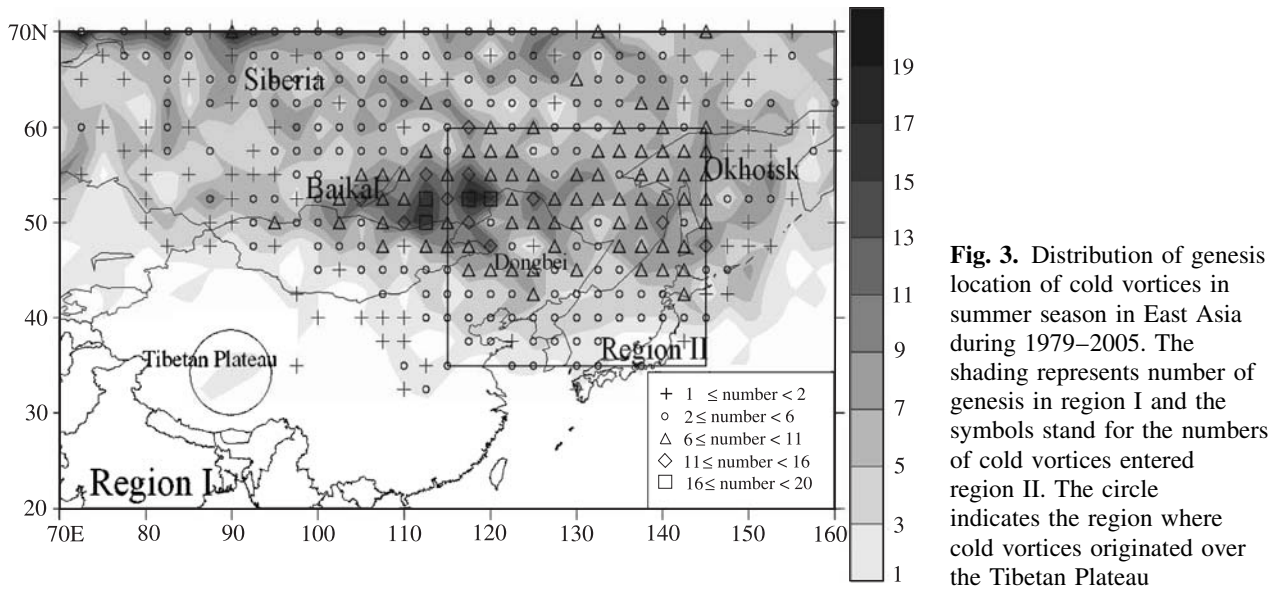 70N
60
50
40
30
20
70E
80
90
100
110
120
130
140
150
160
Siberia
Baikal
Okhotsk
Dongbei
Tibetan Plateau
Region II
Region I
+ 1 ≤ number < 2
○ 2 ≤ number < 6
△ 6 ≤ number < 11
◇ 11 ≤ number < 16
□ 16 ≤ number < 20
19
17
15
13
11
9
7
5
3
1
Fig. 3. Distribution of genesis
location of cold vortices in
summer season in East Asia
during 1979–2005. The
shading represents number of
genesis in region I and the
symbols stand for the numbers
of cold vortices entered
region II. The circle
indicates the region where
cold vortices originated over
the Tibetan Plateau